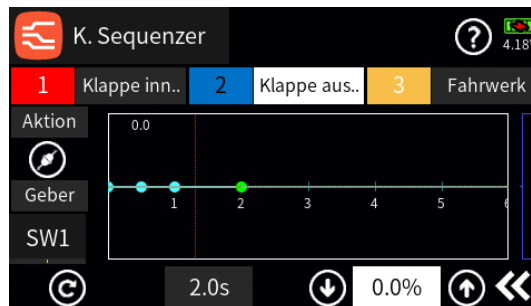 K. Sequenzer
?
4.18
1 Klappe inn.. 2 Klappe aus.. 3 Fahrwerk
Aktion
0.0
Geber
1 2 3 4 5 6
SW1
2.0s
0.0%